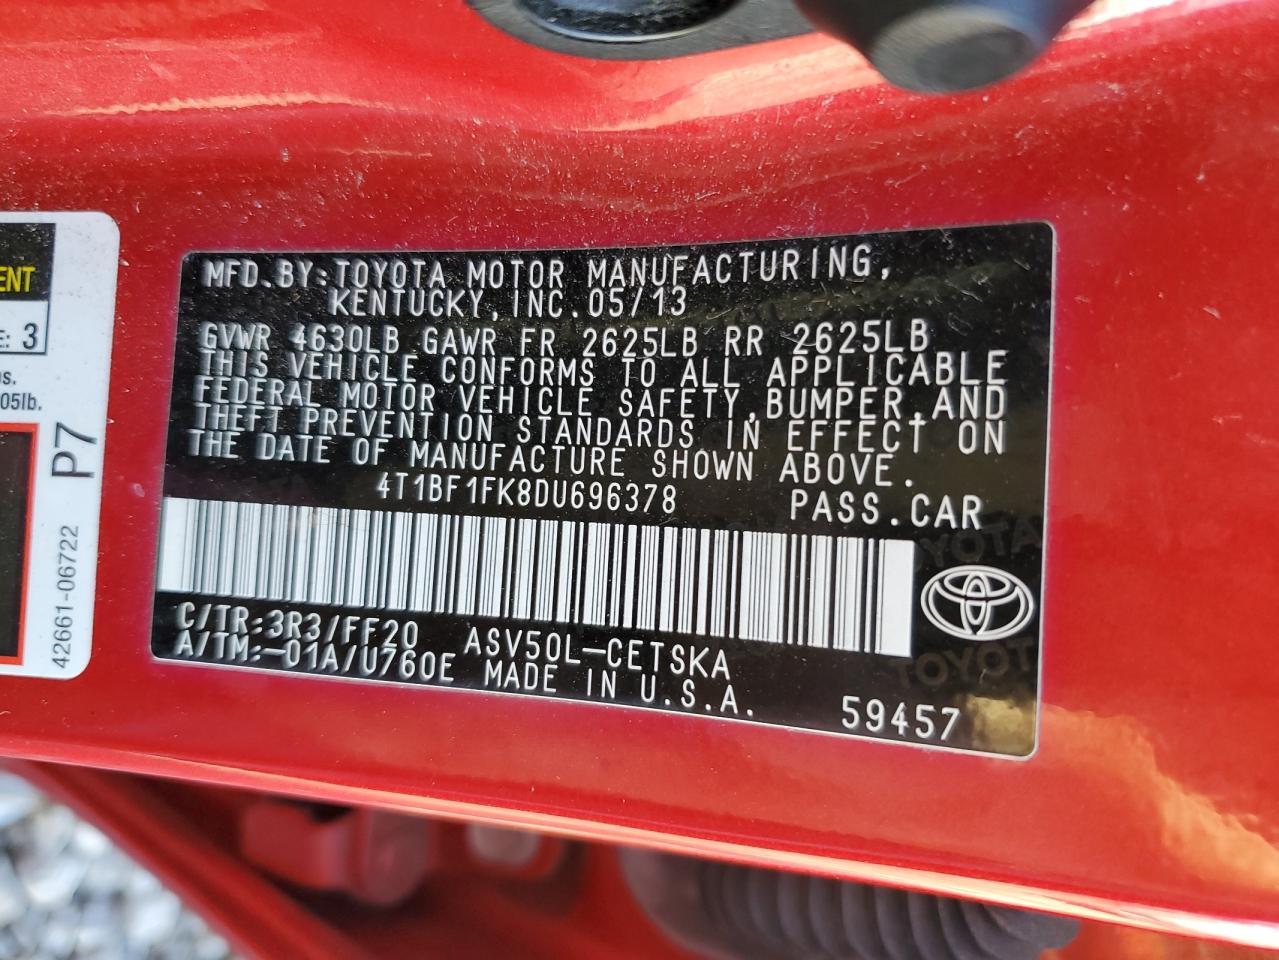 ENT
E: 3
s.
05lb.
P7
42661-06722
MFD.BY:TOYOTA MOTOR MANUFACTURING,
KENTUCKY,INC.05/13
GVWR 4630LB GAWR FR 2625LB RR 2625LB
THIS VEHICLE CONFORMS TO ALL APPLICABLE
FEDERAL MOTOR VEHICLE SAFETY,BUMPER,AND
THEFT PREVENTION STANDARDS IN EFFECT ON
THE DATE OF MANUFACTURE SHOWN ABOVE.
4T1BF1FK8DU696378 PASS.CAR
C/TR:3R3/FF20 ASV50L-CETSKA
A/TM:-01A/U760E MADE IN U.S.A.
59457
TOYOTA
TOYOT